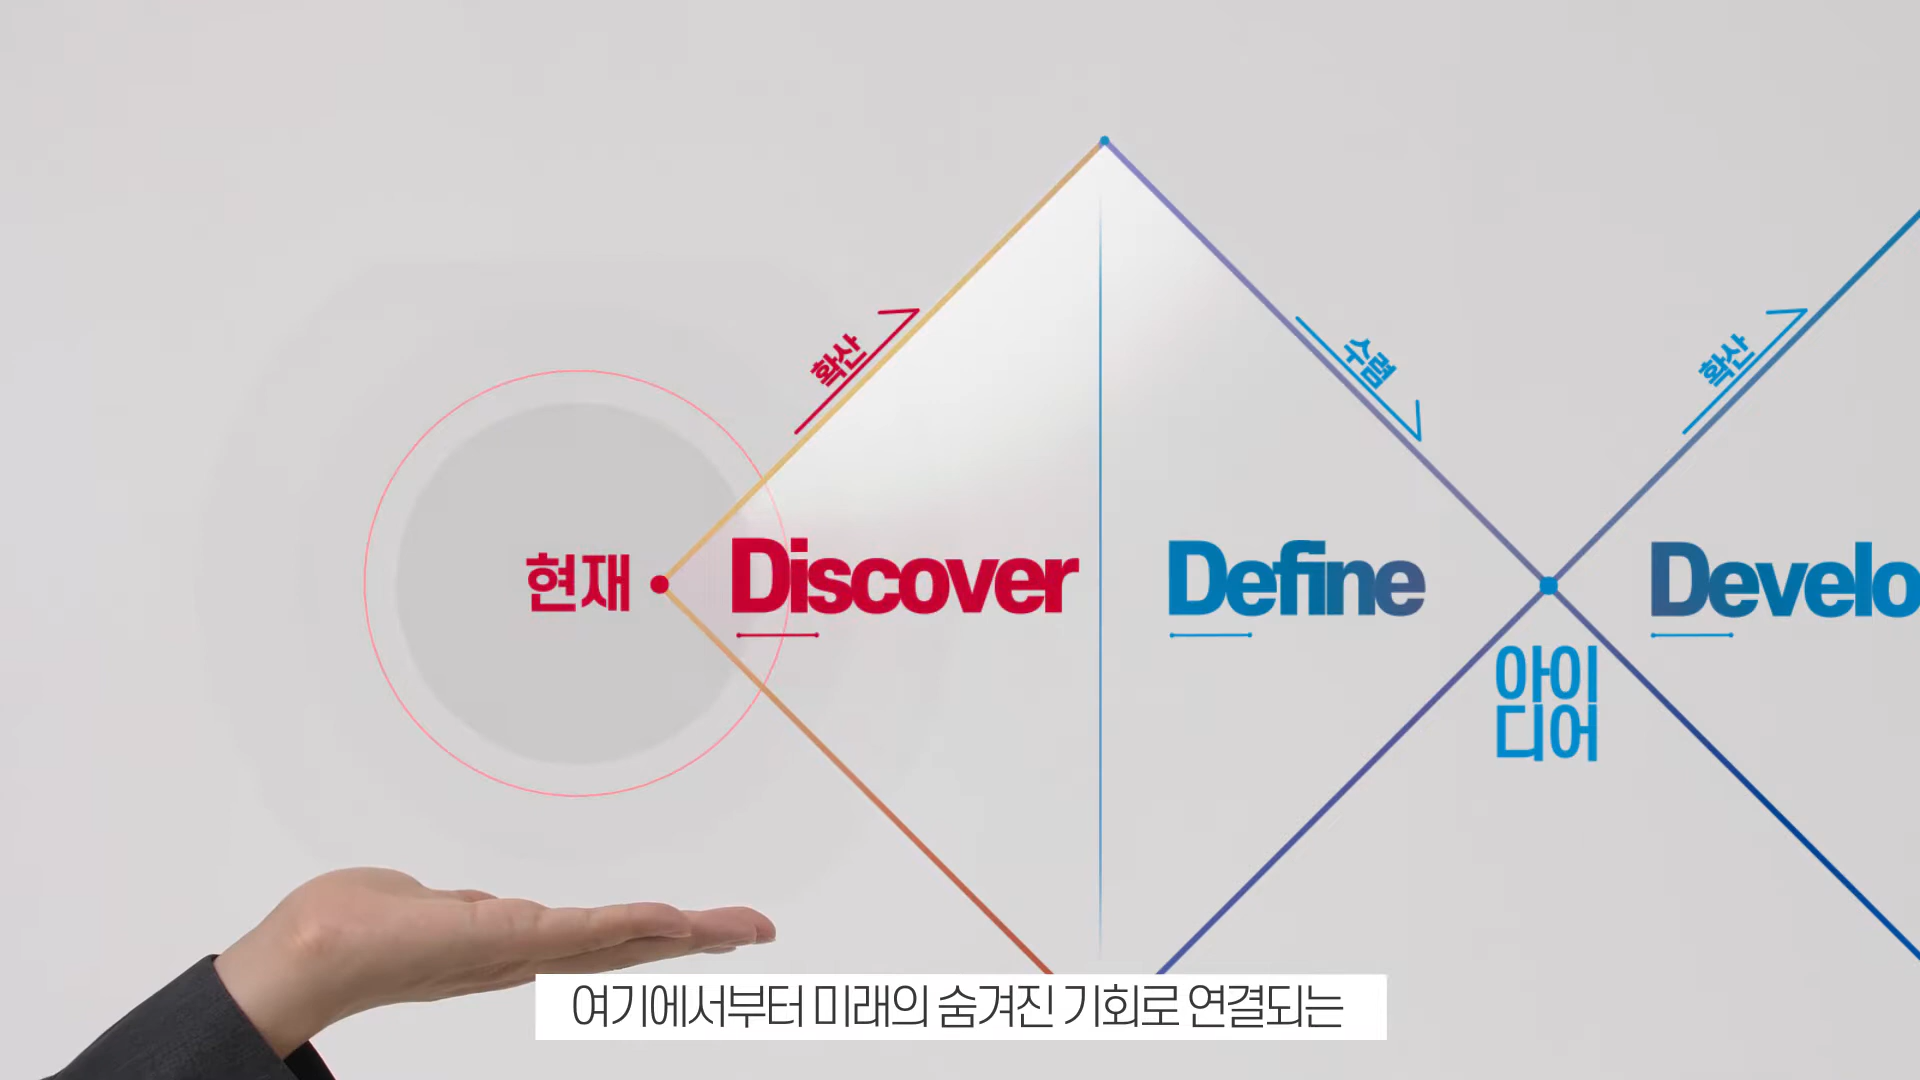 확산
수렴
확산
현재
Discover
Define
Develo
아이
디어
여기에서부터 미래의 숨겨진 기회로 연결되는